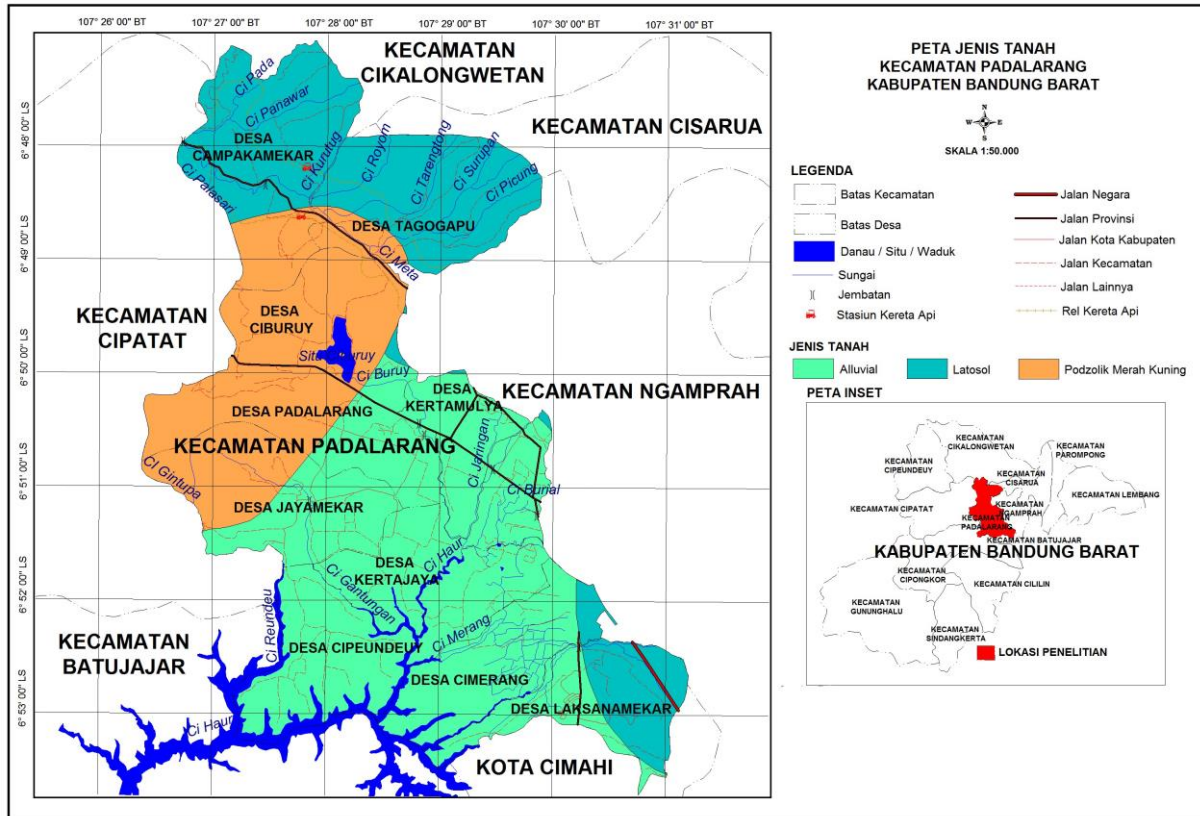 107° 26' 00" BT
107° 27' 00" BT
107° 28' 00" BT
107° 29' 00" BT
107° 30' 00" BT
107° 31' 00" BT
6° 48' 00" LS
6° 49' 00" LS
6° 50' 00" LS
6° 51' 00" LS
6° 52' 00" LS
6° 53' 00" LS
KECAMATAN
CIKALONGWETAN
KECAMATAN CISARUA
Ci Pada
Ci Panawar
DESA
CAMPAKAMEKAR
Ci Kurutug
Ci Royom
Ci Tarengtong
Ci Surupan
Ci Picung
Ci Palasari
DESA TAGOGAPU
Ci Meta
KECAMATAN
CIPATAT
DESA
CIBURUY
Situ Ciburuy
Ci Buruy
DESA
KERTAMULYA
KECAMATAN NGAMPRAH
DESA PADALARANG
KECAMATAN PADALARANG
Ci Jaringan
CI Gintupa
Ci Burial
DESA JAYAMEKAR
DESA
KERTAJAYA
Ci Haur
Ci Gantungan
Ci Reundeu
KECAMATAN
BATUJAJAR
DESA CIPEUNDEUY
Ci Merang
DESA CIMERANG
DESA LAKSANAMEKAR
Ci Haur
KOTA CIMAHI
PETA JENIS TANAH
KECAMATAN PADALARANG
KABUPATEN BANDUNG BARAT
N
W E
S
SKALA 1:50.000
LEGENDA
Batas Kecamatan
Batas Desa
Danau / Situ / Waduk
Sungai
Jembatan
Stasiun Kereta Api
Jalan Negara
Jalan Provinsi
Jalan Kota Kabupaten
Jalan Kecamatan
Jalan Lainnya
Rel Kereta Api
JENIS TANAH
Alluvial
Latosol
Podzolik Merah Kuning
PETA INSET
KECAMATAN
CIKALONGWETAN
KECAMATAN
PAROMPONG
KECAMATAN
CIPEUNDEUY
KECAMATAN
CISARUA
KECAMATAN LEMBANG
KECAMATAN
NGAMPRAH
KECAMATAN CIPATAT
KECAMATAN
PADALARANG
KECAMATAN BATUJAJAR
KABUPATEN BANDUNG BARAT
KECAMATAN
CIPONGKOR
KECAMATAN CILILIN
KECAMATAN
GUNUNGHALU
KECAMATAN
SINDANGKERTA
LOKASI PENELITIAN